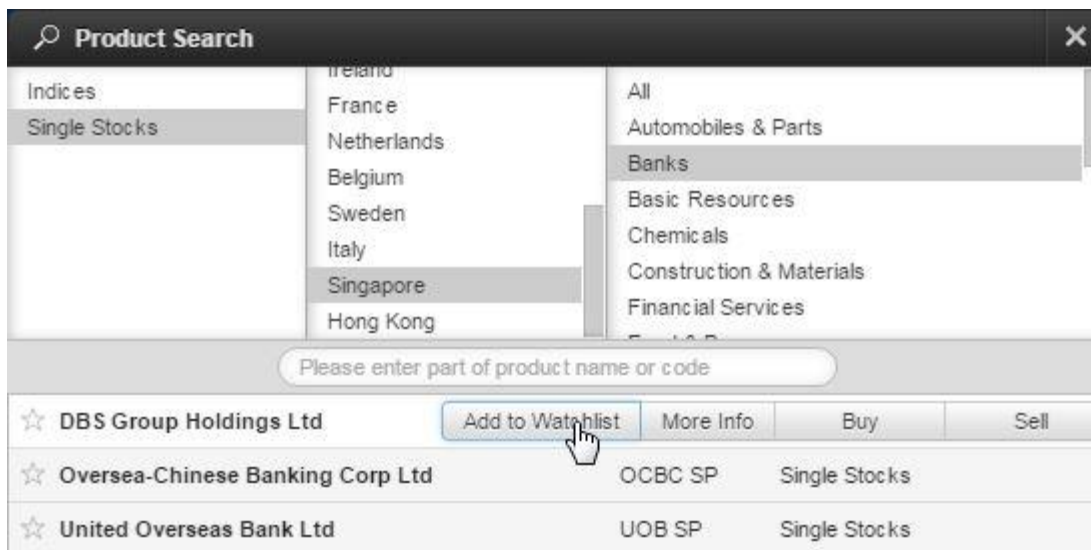 Product Search
Indices
Single Stocks
Ireland
France
Netherlands
Belgium
Sweden
Italy
Singapore
Hong Kong
All
Automobiles & Parts
Banks
Basic Resources
Chemicals
Construction & Materials
Financial Services
Please enter part of product name or code
DBS Group Holdings Ltd Add to Watchlist More Info Buy Sell
Oversea-Chinese Banking Corp Ltd OCBC SP Single Stocks
United Overseas Bank Ltd UOB SP Single Stocks